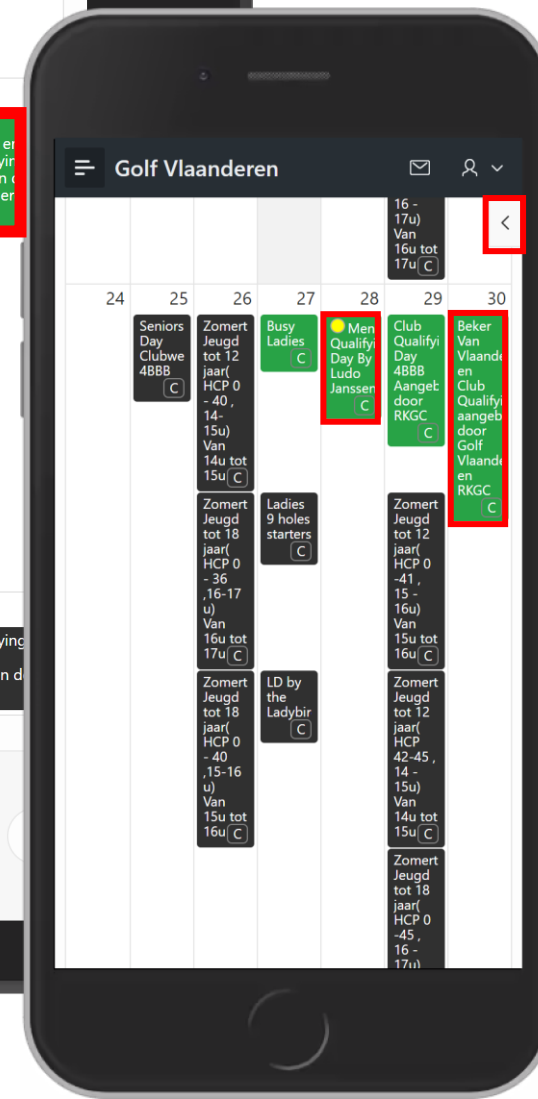 Golf Vlaanderen
16 -
17u)
Van
16u tot
17u C
24
25
26
27
28
29
30
Seniors
Day
Clubwe
4BBB
C
Zomert
Jeugd
tot 12
jaar(
HCP 0
- 40 ,
14-
15u)
Van
14u tot
15u C
Busy
Ladies
C
Men
Qualifyi
Day By
Ludo
Janssen
C
Club
Qualifyi
Day
4BBB
Aangeb
door
RKGC
C
Beker
Van
Vlaande
en
Club
Qualifyi
aangeb
door
Golf
Vlaande
en
RKGC
C
Zomert
Jeugd
tot 18
jaar(
HCP 0
- 36
,16-17
u)
Van
16u tot
17u C
Ladies
9 holes
starters
C
Zomert
Jeugd
tot 12
jaar(
HCP 0
-41 ,
15 -
16u)
Van
15u tot
16u C
Zomert
Jeugd
tot 18
jaar(
HCP 0
- 40
,15-16
u)
Van
15u tot
16u C
LD by
the
Ladybir
C
Zomert
Jeugd
tot 12
jaar(
HCP
42-45 ,
14 -
15u)
Van
14u tot
15u C
Zomert
Jeugd
tot 18
jaar(
HCP 0
-45 ,
16 -
17u)